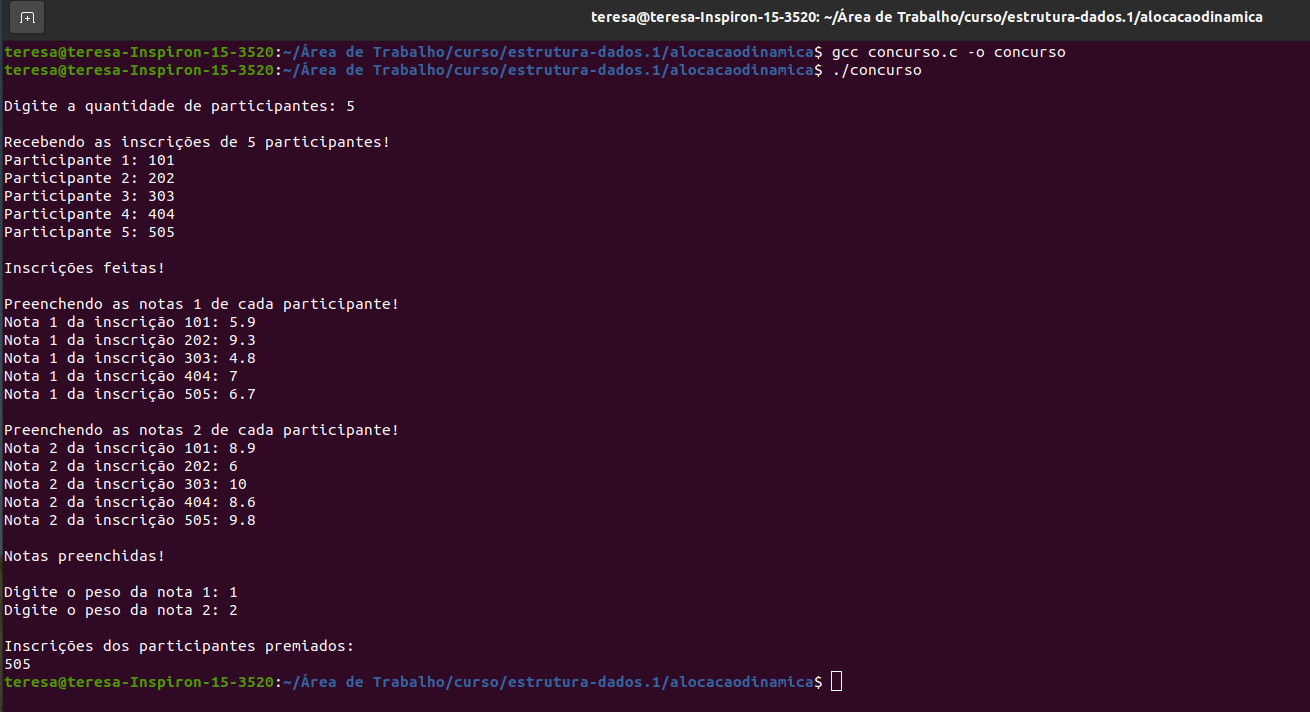 teresa@teresa-Inspiron-15-3520: ~/Área de Trabalho/curso/estrutura-dados.1/alocacaodinamica
teresa@teresa-Inspiron-15-3520:~/Área de Trabalho/curso/estrutura-dados.1/alocacaodinamica$ gcc concurso.c -o concurso
teresa@teresa-Inspiron-15-3520:~/Área de Trabalho/curso/estrutura-dados.1/alocacaodinamica$ ./concurso
Digite a quantidade de participantes: 5
Recebendo as inscrições de 5 participantes!
Participante 1: 101
Participante 2: 202
Participante 3: 303
Participante 4: 404
Participante 5: 505
Inscrições feitas!
Preenchendo as notas 1 de cada participante!
Nota 1 da inscrição 101: 5.9
Nota 1 da inscrição 202: 9.3
Nota 1 da inscrição 303: 4.8
Nota 1 da inscrição 404: 7
Nota 1 da inscrição 505: 6.7
Preenchendo as notas 2 de cada participante!
Nota 2 da inscrição 101: 8.9
Nota 2 da inscrição 202: 6
Nota 2 da inscrição 303: 10
Nota 2 da inscrição 404: 8.6
Nota 2 da inscrição 505: 9.8
Notas preenchidas!
Digite o peso da nota 1: 1
Digite o peso da nota 2: 2
Inscrições dos participantes premiados:
505
teresa@teresa-Inspiron-15-3520:~/Área de Trabalho/curso/estrutura-dados.1/alocacaodinamica$